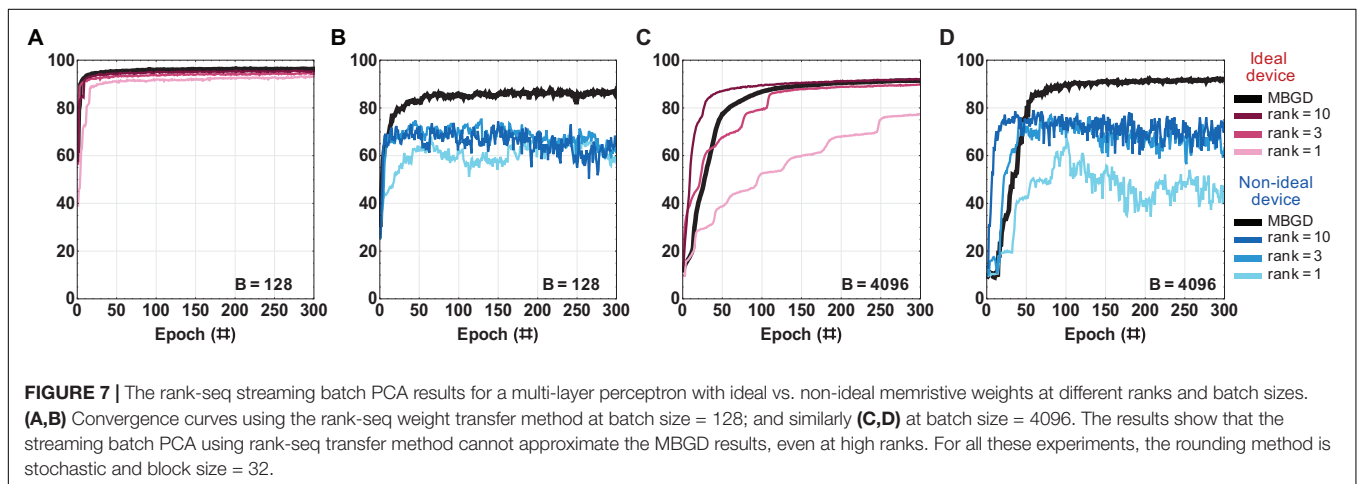 A
B
C
D
100
80
60
40
20
0
0 50 100 150 200 250 300
Epoch (#)
B = 128
100
80
60
40
20
0
0 50 100 150 200 250 300
Epoch (#)
B = 128
100
80
60
40
20
0
0 50 100 150 200 250 300
Epoch (#)
B = 4096
100
80
60
40
20
0
0 50 100 150 200 250 300
Epoch (#)
B = 4096
Ideal
device
MBGD
rank = 10
rank = 3
rank = 1
Non-ideal
device
MBGD
rank = 10
rank = 3
rank = 1
FIGURE 7 | The rank-seq streaming batch PCA results for a multi-layer perceptron with ideal vs. non-ideal memristive weights at different ranks and batch sizes.
(A,B) Convergence curves using the rank-seq weight transfer method at batch size = 128; and similarly (C,D) at batch size = 4096. The results show that the
streaming batch PCA using rank-seq transfer method cannot approximate the MBGD results, even at high ranks. For all these experiments, the rounding method is
stochastic and block size = 32.